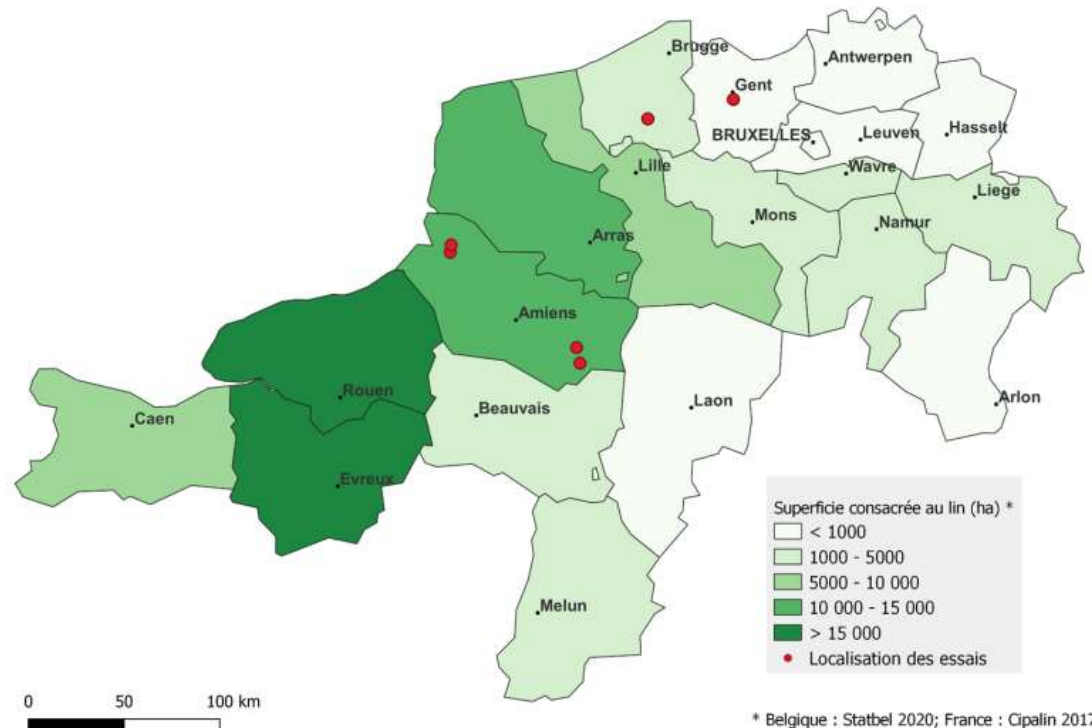 Brugge
Antwerpen
Gent
BRUXELLES
Leuven
Hasselt
Lille
Wavre
Liege
Mons
Namur
Arras
Amiens
Rouen
Beauvais
Laon
Arlon
Caen
Evreux
Melun
Superficie consacrée au lin (ha) *
< 1000
1000 - 5000
5000 - 10 000
10 000 - 15 000
> 15 000
Localisation des essais
0 50 100 km
* Belgique : Statbel 2020; France : Cipalin 2017